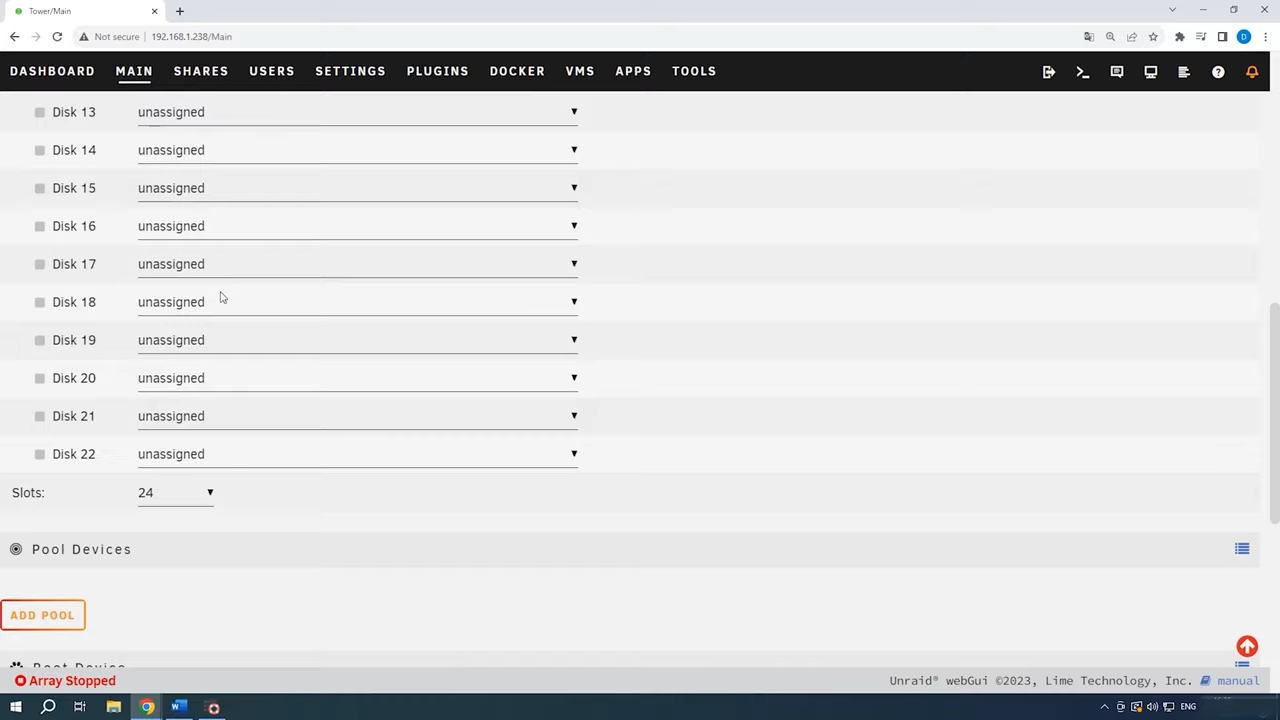 Tower/Main
Not secure 192.168.1.238/Main
D
DASHBOARD MAIN SHARES USERS SETTINGS PLUGINS DOCKER VMS APPS TOOLS
Disk 13 unassigned
Disk 14 unassigned
Disk 15 unassigned
Disk 16 unassigned
Disk 17 unassigned
Disk 18 unassigned
Disk 19 unassigned
Disk 20 unassigned
Disk 21 unassigned
Disk 22 unassigned
Slots: 24
Pool Devices
ADD POOL
Boot Device
Array Stopped Unraid® webGui ©2023, Lime Technology, Inc. manual
ENG